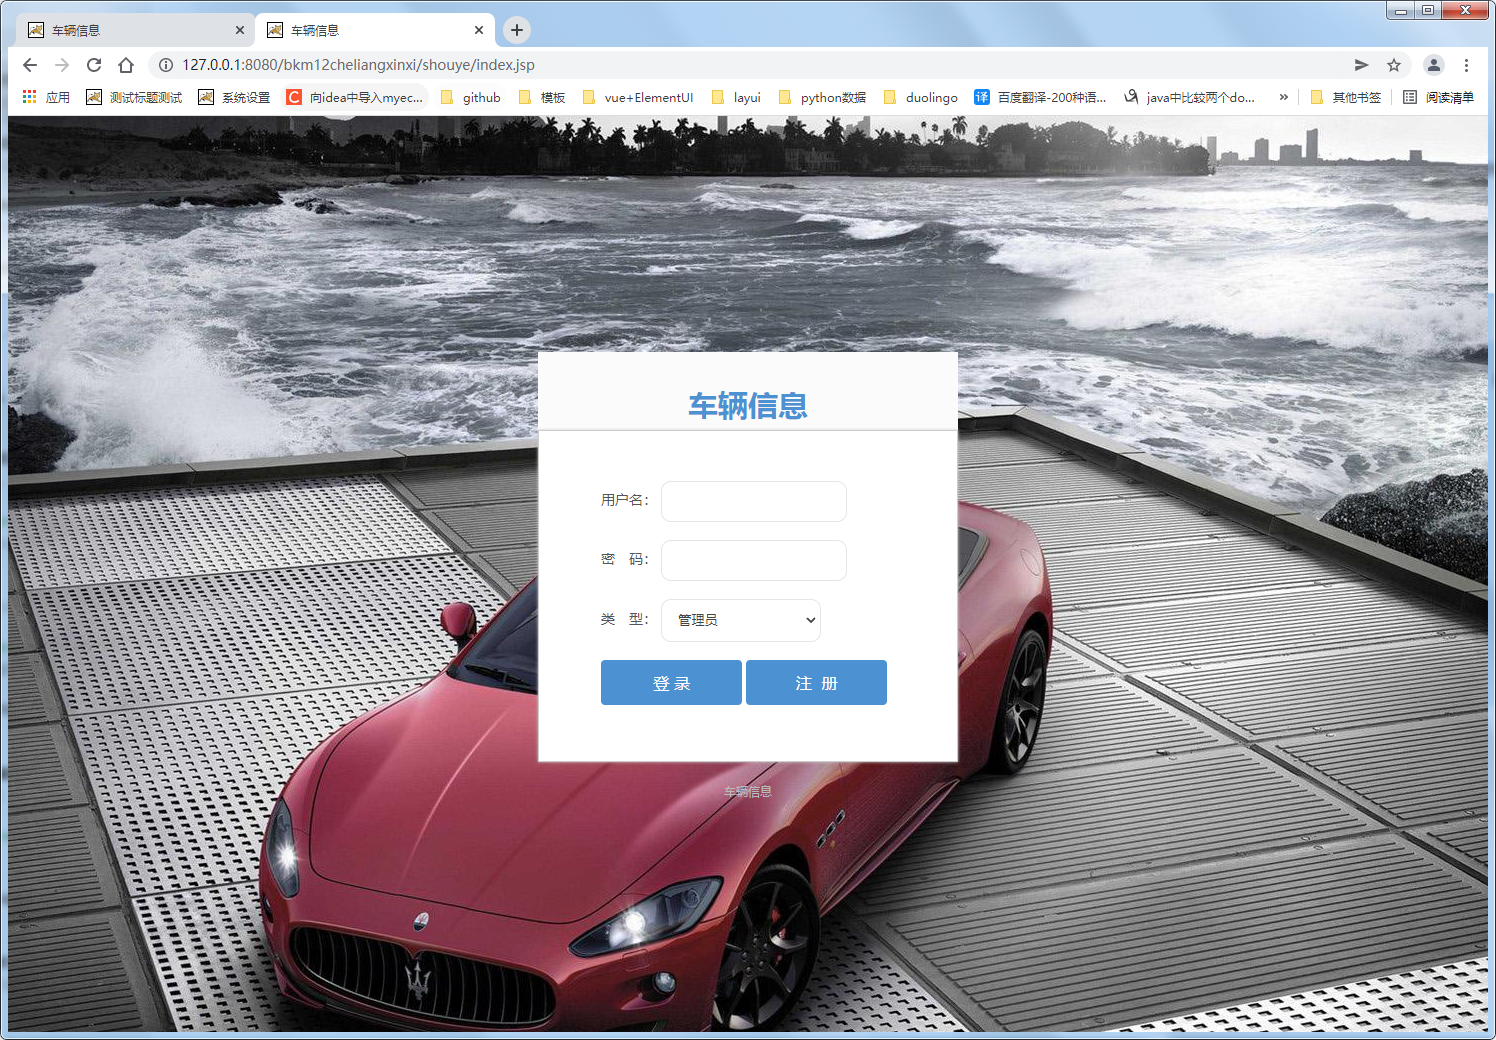 车辆信息
车辆信息
127.0.0.1:8080/bkm12cheliangxinxi/shouye/index.jsp
应用 测试标题测试 系统设置 向idea中导入myec... github 模板 vue+ElementUI layui python数据 duolingo 百度翻译-200种语... java中比较两个do... » 其他书签 阅读清单
车辆信息
用户名：
密 码：
类 型： 管理员
登 录 注 册
车辆信息